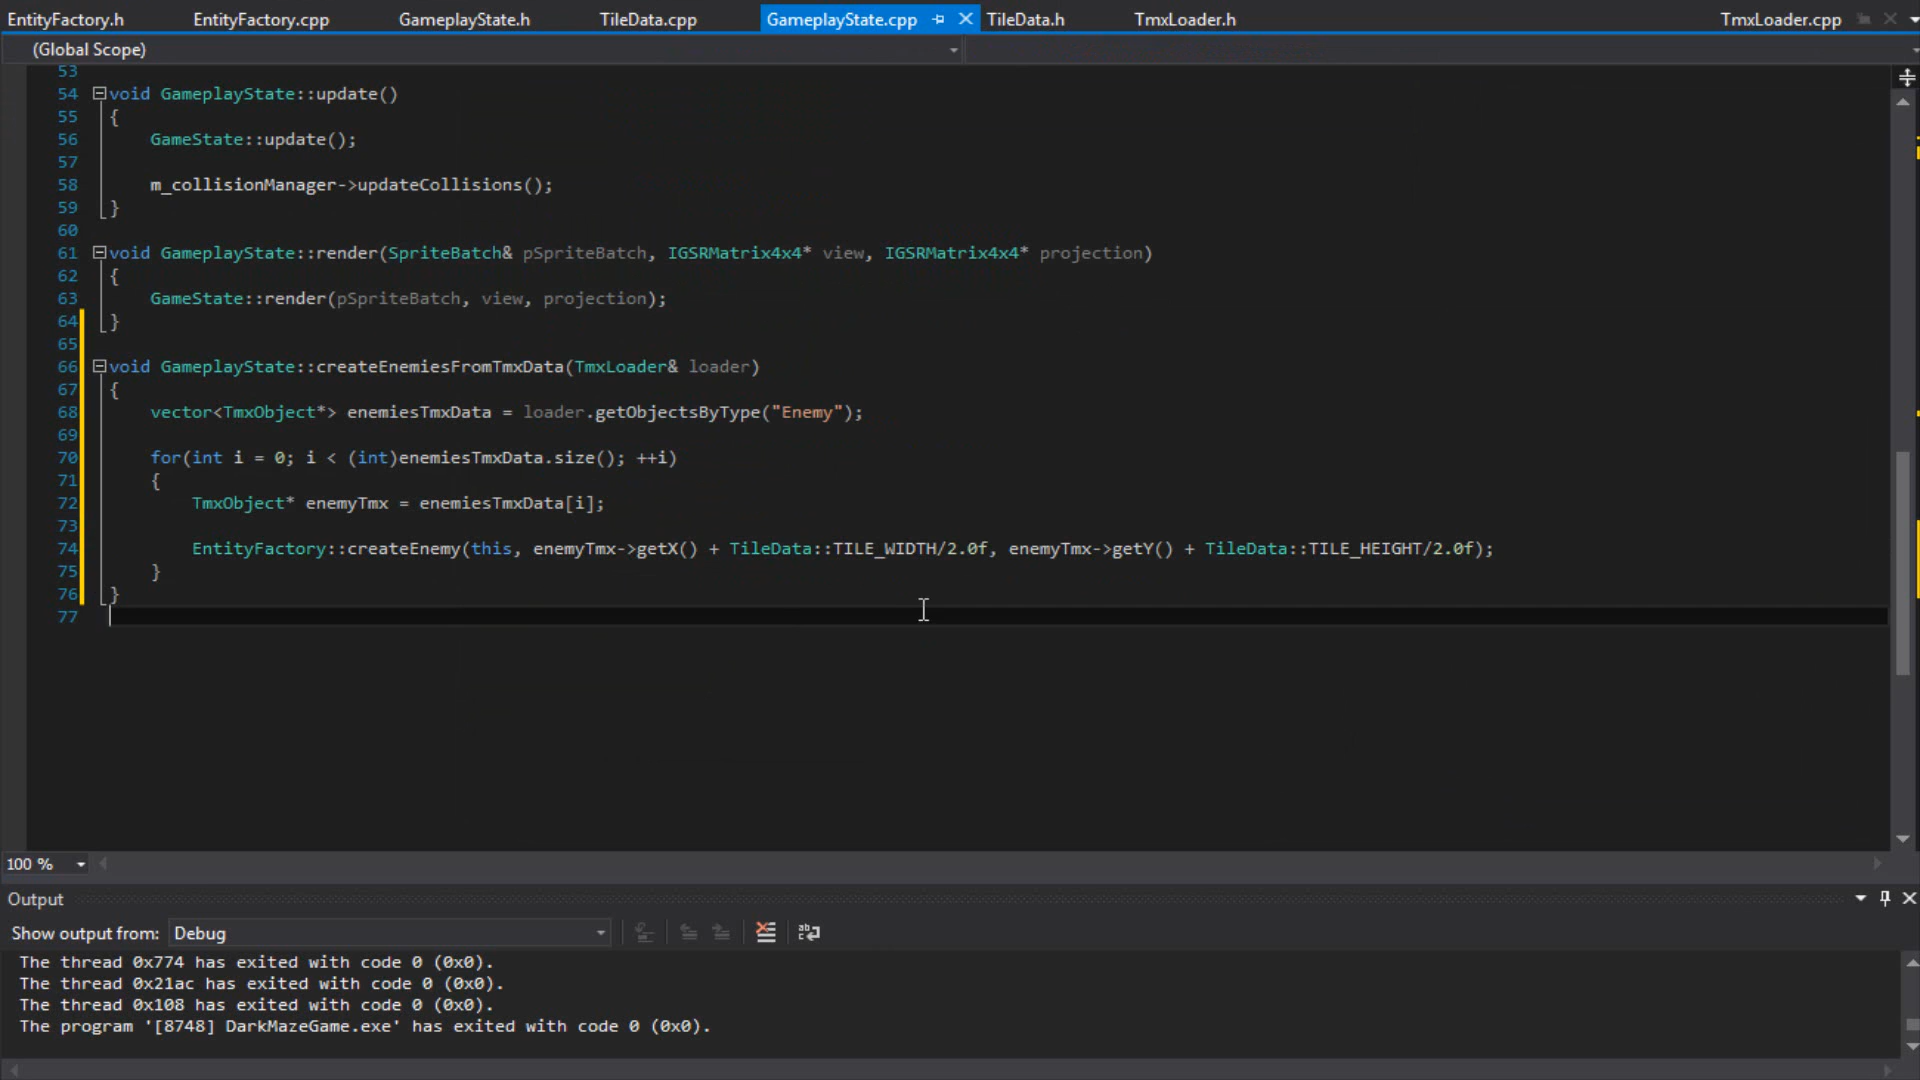 EntityFactory.h EntityFactory.cpp GameplayState.h TileData.cpp GameplayState.cpp TileData.h TmxLoader.h TmxLoader.cpp
(Global Scope)
53
54 void GameplayState::update()
55 {
56 GameState::update();
57
58 m_collisionManager->updateCollisions();
59 }
60
61 void GameplayState::render(SpriteBatch& pSpriteBatch, IGSRMatrix4x4* view, IGSRMatrix4x4* projection)
62 {
63 GameState::render(pSpriteBatch, view, projection);
64 }
65
66 void GameplayState::createEnemiesFromTmxData(TmxLoader& loader)
67 {
68 vector<TmxObject*> enemiesTmxData = loader.getObjectsByType("Enemy");
69
70 for(int i = 0; i < (int)enemiesTmxData.size(); ++i)
71 {
72 TmxObject* enemyTmx = enemiesTmxData[i];
73
74 EntityFactory::createEnemy(this, enemyTmx->getX() + TileData::TILE_WIDTH/2.0f, enemyTmx->getY() + TileData::TILE_HEIGHT/2.0f);
75 }
76 }
77
100 %
Output
Show output from: Debug
The thread 0x774 has exited with code 0 (0x0).
The thread 0x21ac has exited with code 0 (0x0).
The thread 0x108 has exited with code 0 (0x0).
The program '[8748] DarkMazeGame.exe' has exited with code 0 (0x0).